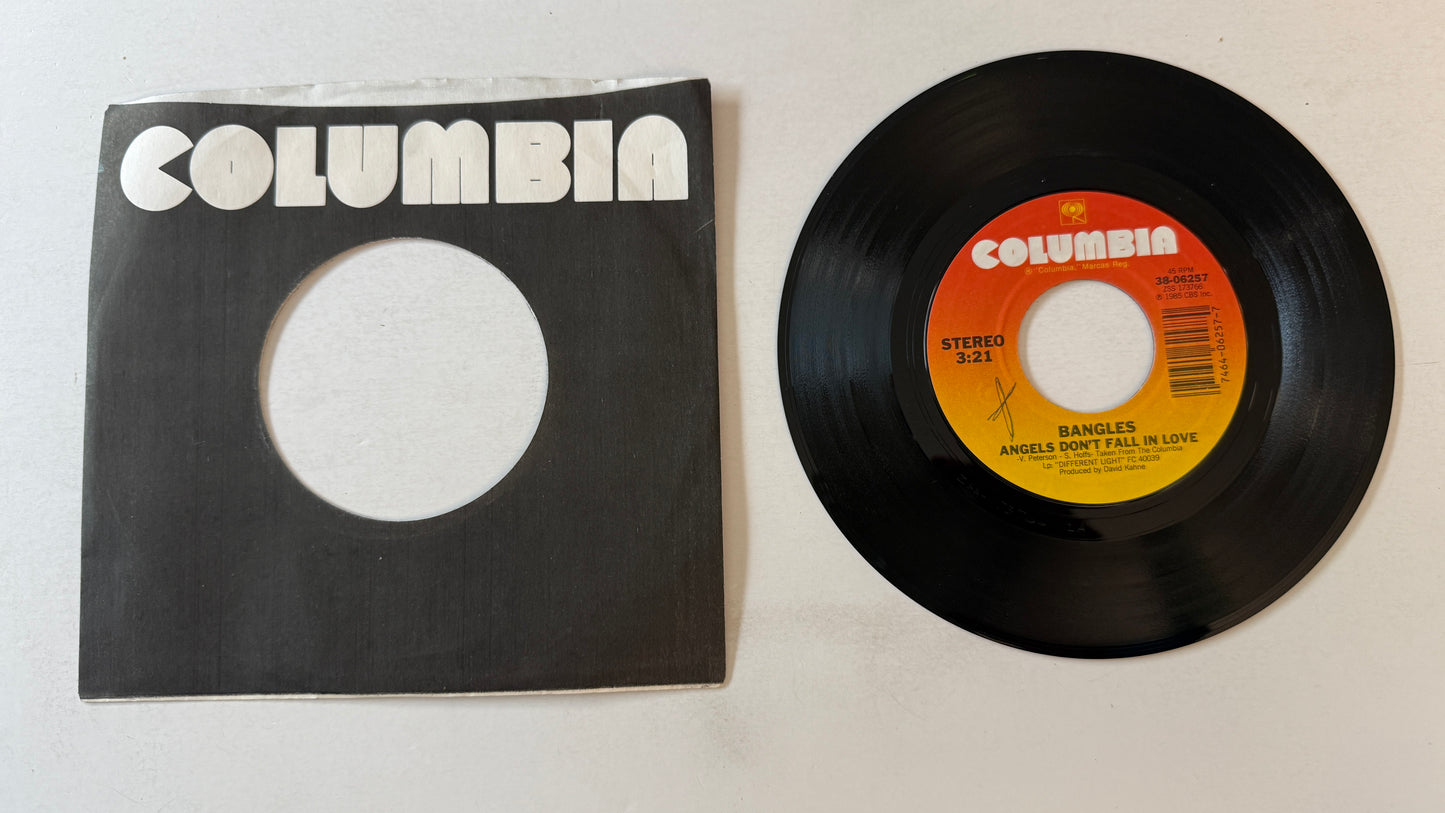 COLUMBIA
COLUMBIA
® "Columbia," Marcas Reg.
45 RPM
38-06257
ZSS 173766
℗ 1985 CBS Inc.
STEREO
3:21
7464-06257-7
BANGLES
ANGELS DON'T FALL IN LOVE
-V. Peterson - S. Hoffs- Taken From The Columbia
Lp: "DIFFERENT LIGHT" FC 40039
Produced by David Kahne